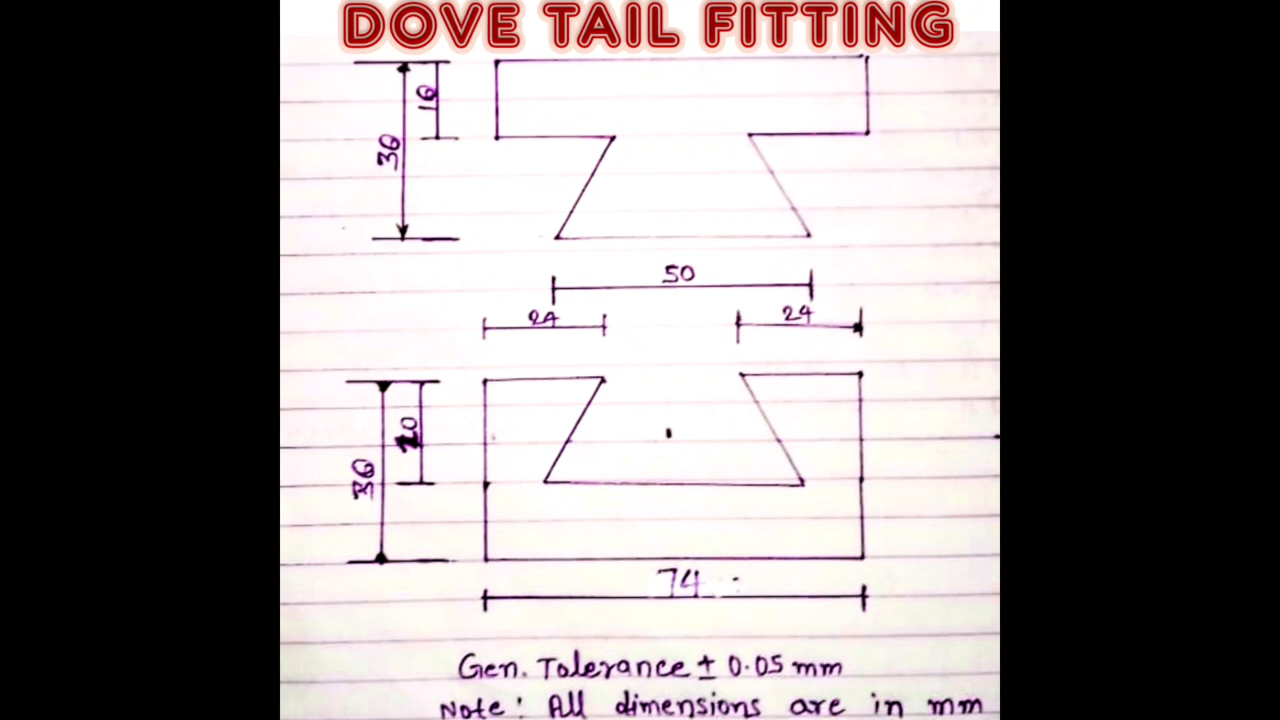 DOVE TAIL FITTING
16
36
50
24
24
20
36
74
Gen. Tolerance ± 0.05 mm
Note: All dimensions are in mm